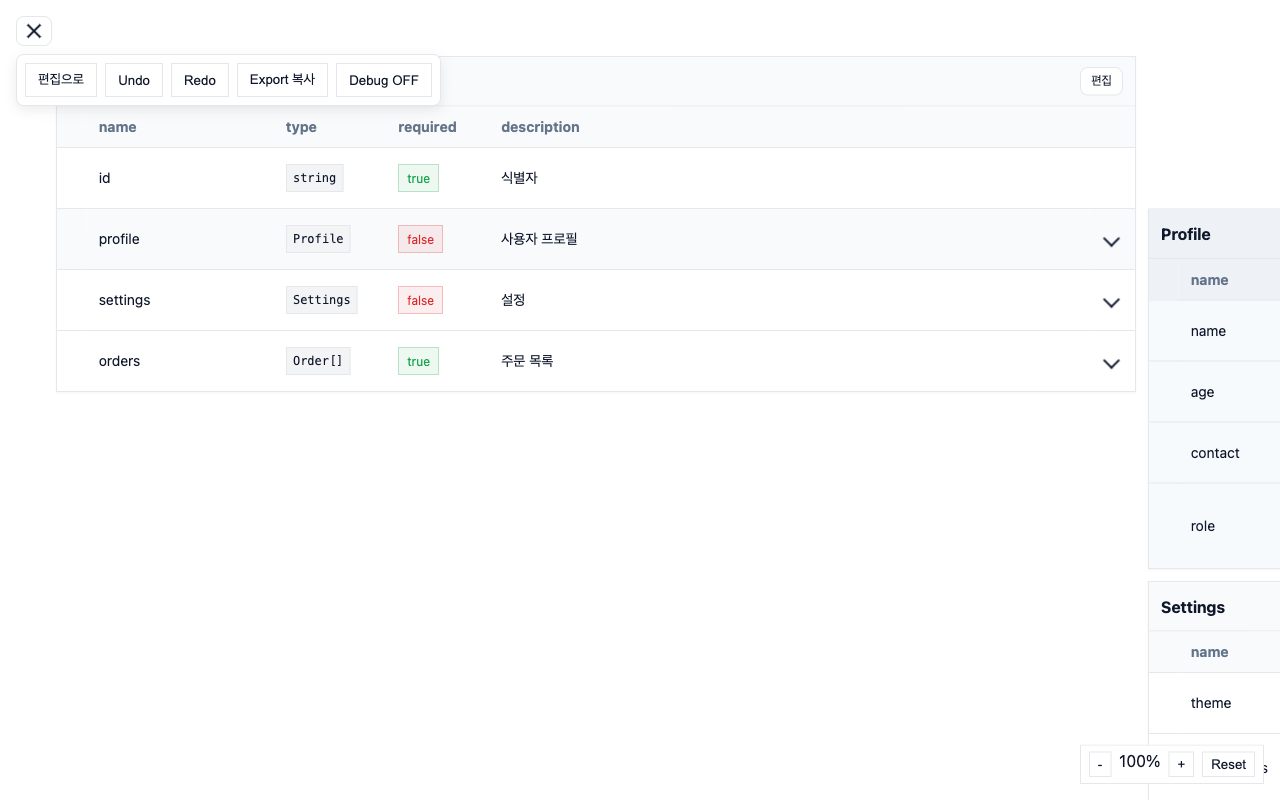 편집으로 Undo Redo Export 복사 Debug OFF
편집
name type required description
id string true 식별자
profile Profile false 사용자 프로필
settings Settings false 설정
orders Order[] true 주문 목록
Profile
name
name
age
contact
role
Settings
name
theme
- 100% + Reset
s